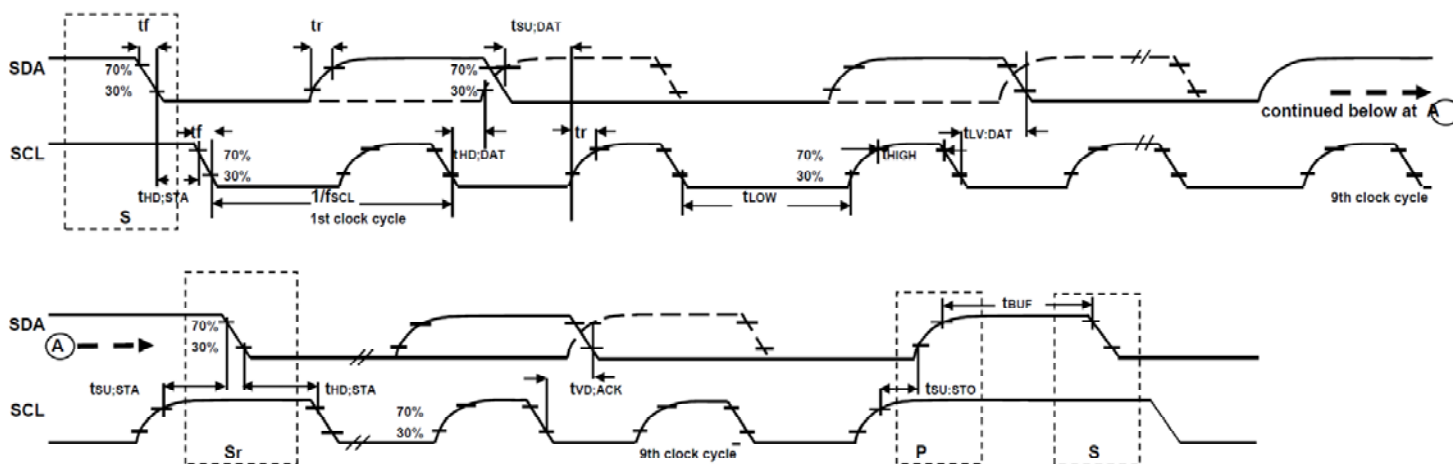 tf tr tSU;DAT
SDA 70% 30% 70% 30%
continued below at A
SCL tf 70% 30% tHD;DAT tr 70% 30% tHIGH tLV:DAT
tHD;STA 1/fSCL tLOW
S 1st clock cycle 9th clock cycle
tBUF
SDA 70%
A 30%
tSU;STA tHD;STA tVD;ACK tSU:STO
SCL 70%
30%
Sr 9th clock cycle P S